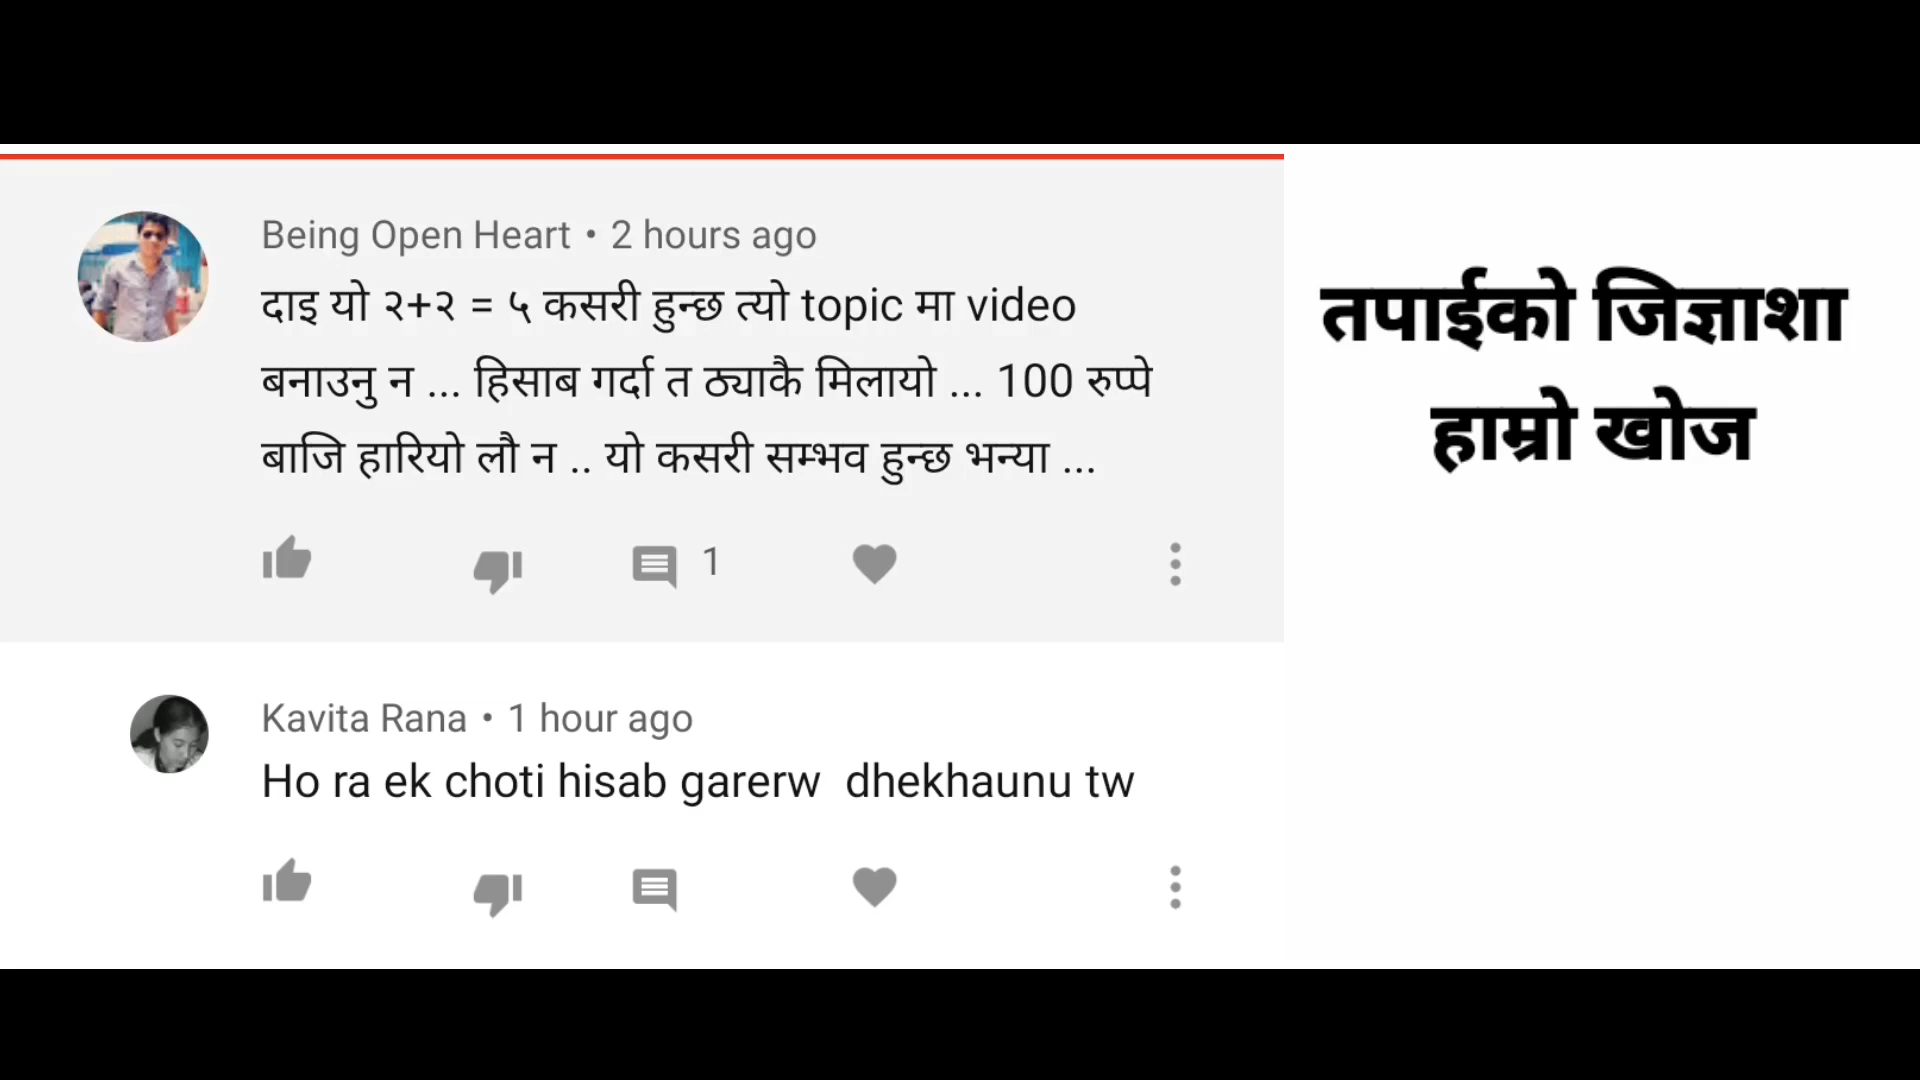 Being Open Heart • 2 hours ago
दाइ यो २+२ = ५ कसरी हुन्छ त्यो topic मा video
बनाउनु न ... हिसाब गर्दा त ठ्याकै मिलायो ... 100 रुप्पे
बाजि हारियो लौ न .. यो कसरी सम्भव हुन्छ भन्या ...
1
Kavita Rana • 1 hour ago
Ho ra ek choti hisab garerw dhekhaunu tw
तपाईको जिज्ञाशा
हाम्रो खोज